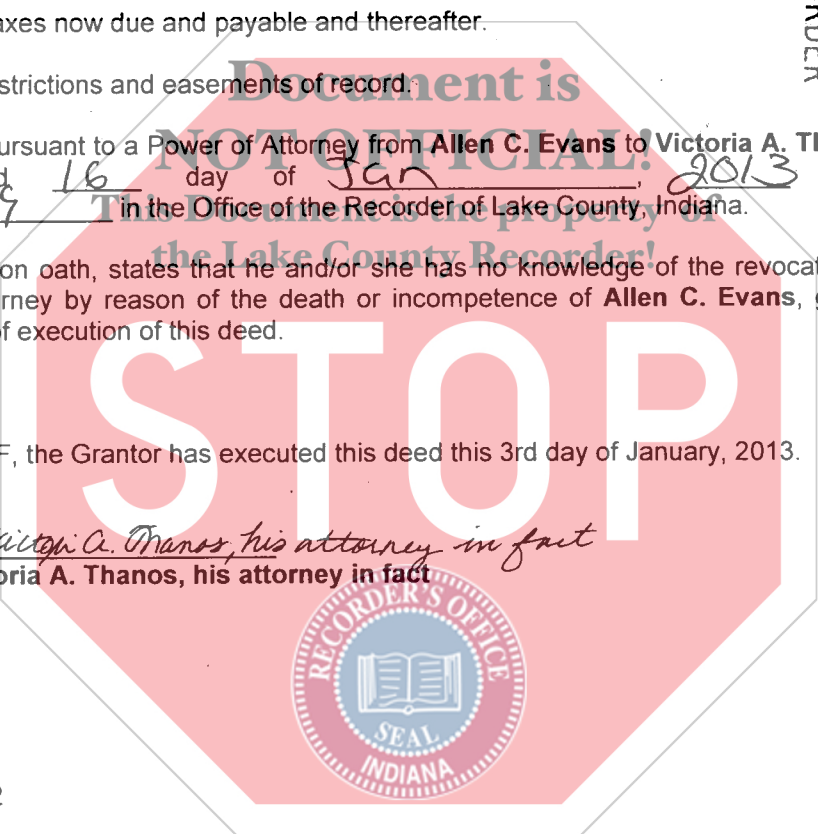 axes now due and payable and thereafter.
RDER
Document is
strictions and easements of record.
ursuant to a Power of Attorney from Allen C. Evans to Victoria A. Th
NOT OFFICIAL!
16 day of Jan, 2013
in the Office of the Recorder of Lake County, Indiana.
This Document is the property of
the Lake County Recorder!
on oath, states that he and/or she has no knowledge of the revocat
rney by reason of the death or incompetence of Allen C. Evans, g
f execution of this deed.
STOP
F, the Grantor has executed this deed this 3rd day of January, 2013.
A. Thanos, his attorney in fact
oria A. Thanos, his attorney in fact
RECORDER'S OFFICE
SEAL
INDIANA